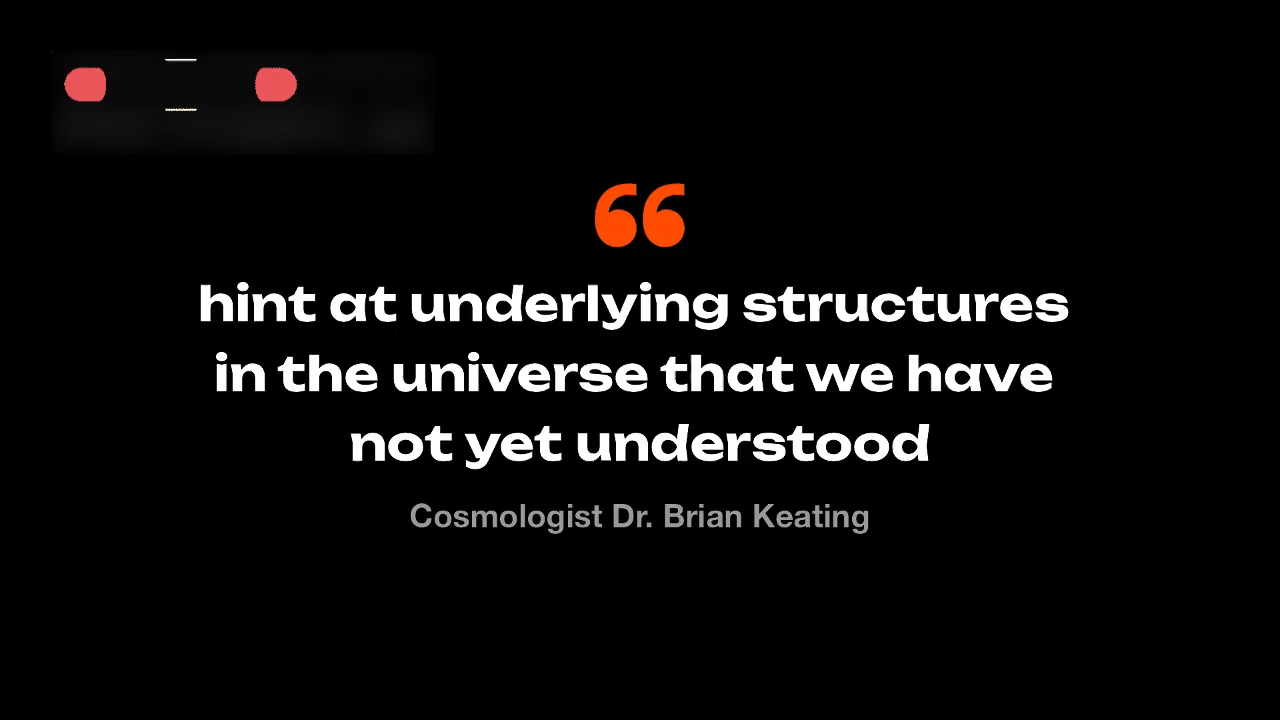 “
hint at underlying structures
in the universe that we have
not yet understood
Cosmologist Dr. Brian Keating